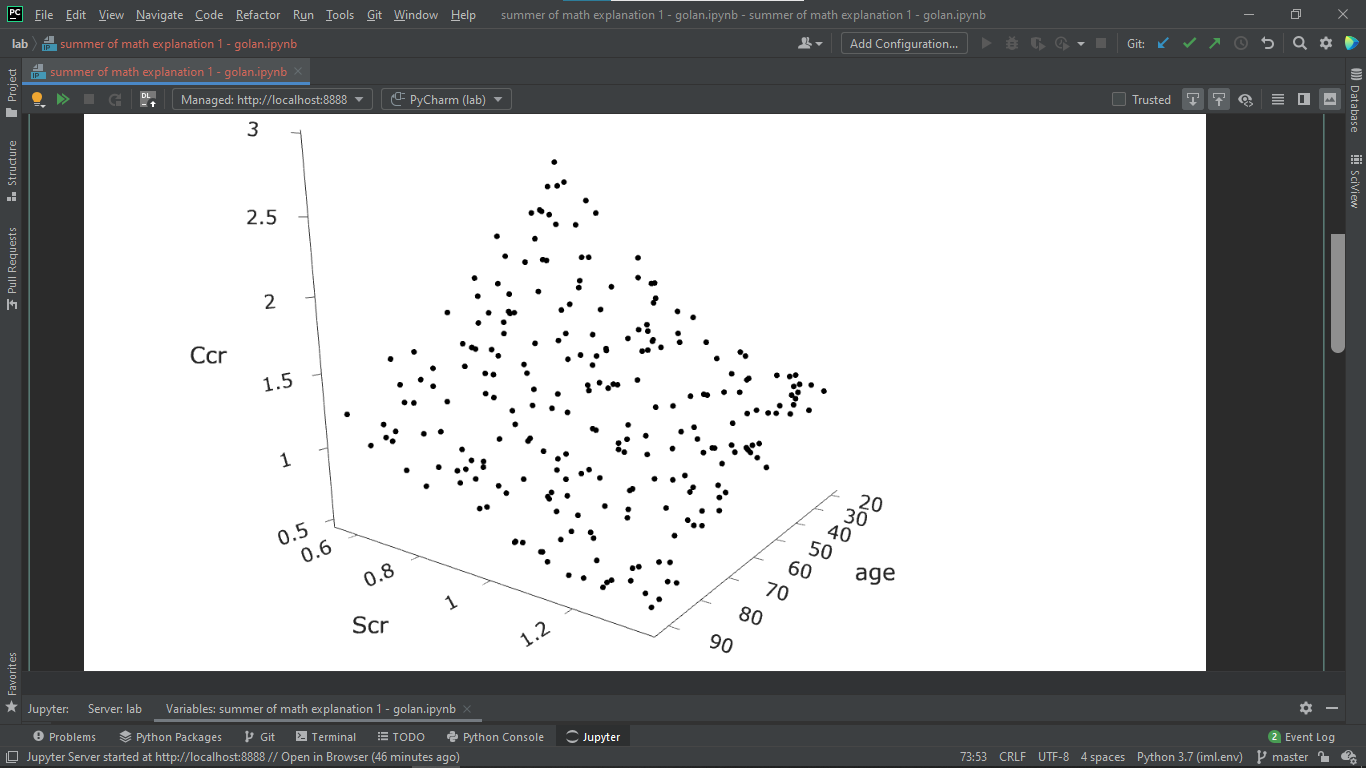 PC File Edit View Navigate Code Refactor Run Tools Git Window Help summer of math explanation 1 - golan.ipynb - summer of math explanation 1 - golan.ipynb
lab summer of math explanation 1 - golan.ipynb Add Configuration... Git:
summer of math explanation 1 - golan.ipynb
DL Managed: http://localhost:8888 PyCharm (lab) Trusted
Project
Structure
Pull Requests
Favorites
Database
SciView
3
2.5
2
1.5
1
0.5
Ccr
0.6
0.8
1
1.2
Scr
20
30
40
50
60
70
80
90
age
Jupyter: Server: lab Variables: summer of math explanation 1 - golan.ipynb
Problems Python Packages Git Terminal TODO Python Console Jupyter 2 Event Log
Jupyter Server started at http://localhost:8888 // Open in Browser (46 minutes ago) 73:53 CRLF UTF-8 4 spaces Python 3.7 (iml.env) master